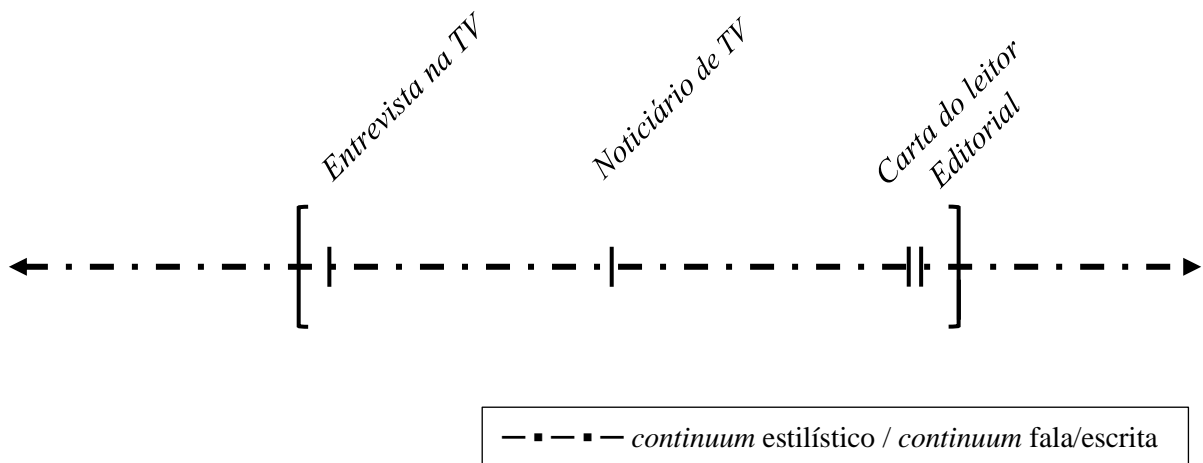 Entrevista na TV
Noticiário de TV
Carta do leitor
Editorial
continuum estilístico / continuum fala/escrita